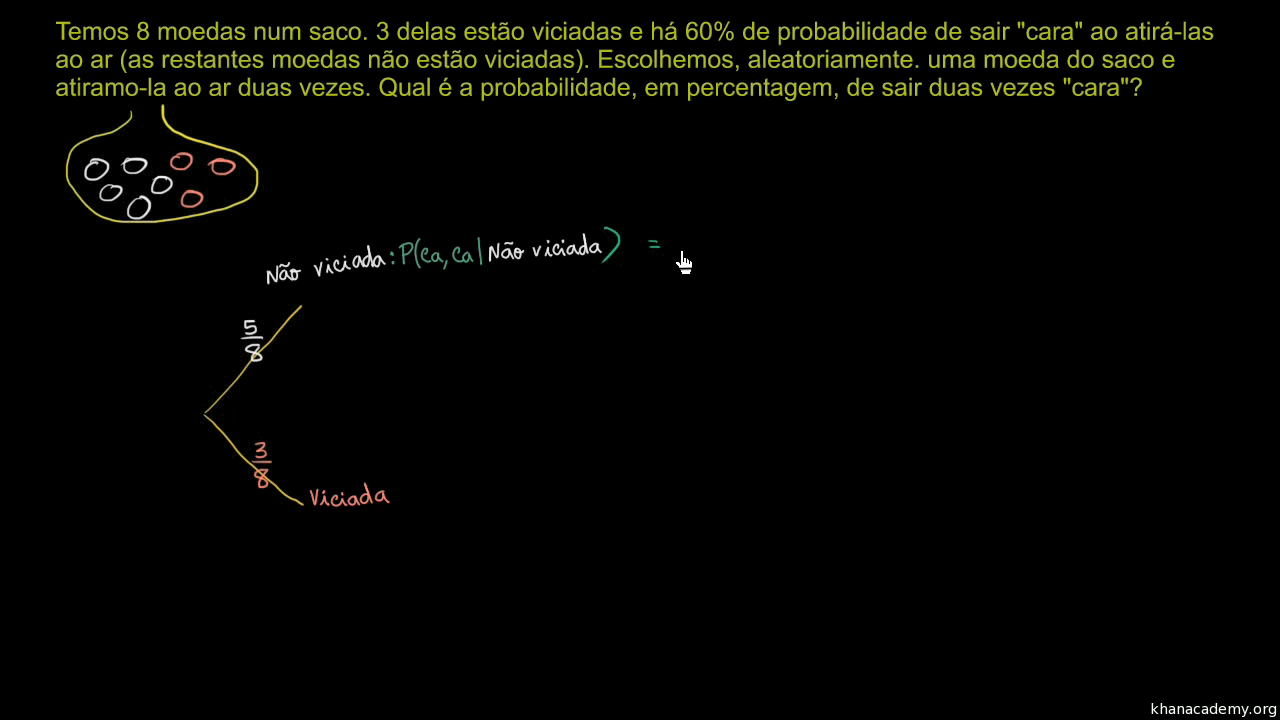 Temos 8 moedas num saco. 3 delas estão viciadas e há 60% de probabilidade de sair "cara" ao atirá-las
ao ar (as restantes moedas não estão viciadas). Escolhemos, aleatoriamente. uma moeda do saco e
atiramo-la ao ar duas vezes. Qual é a probabilidade, em percentagem, de sair duas vezes "cara"?
Não viciada: P(ca, ca | Não viciada) =
5/8
3/8
Viciada
khanacademy.org